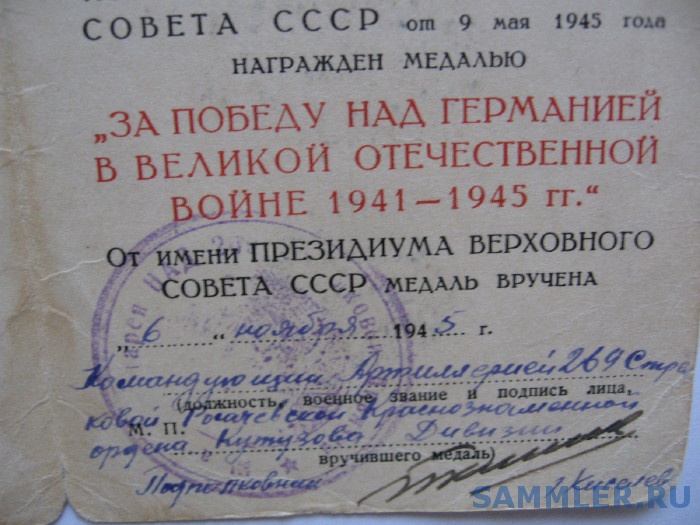 СОВЕТА СССР от 9 мая 1945 года
НАГРАЖДЕН МЕДАЛЬЮ
„ЗА ПОБЕДУ НАД ГЕРМАНИЕЙ
В ВЕЛИКОЙ ОТЕЧЕСТВЕННОЙ
ВОЙНЕ 1941—1945 гг.“
От имени ПРЕЗИДИУМА ВЕРХОВНОГО
СОВЕТА СССР МЕДАЛЬ ВРУЧЕНА
„6 “ ноября 1945 г.
Командующий Артиллерией 269 Стрел
(должность, военное звание и подпись лица,
ковой Рогачевской Краснознаменной
М. П.
ордена Кутузова Дивизии
вручившего медаль)
Подполковник Киселев
SAMMLER.RU